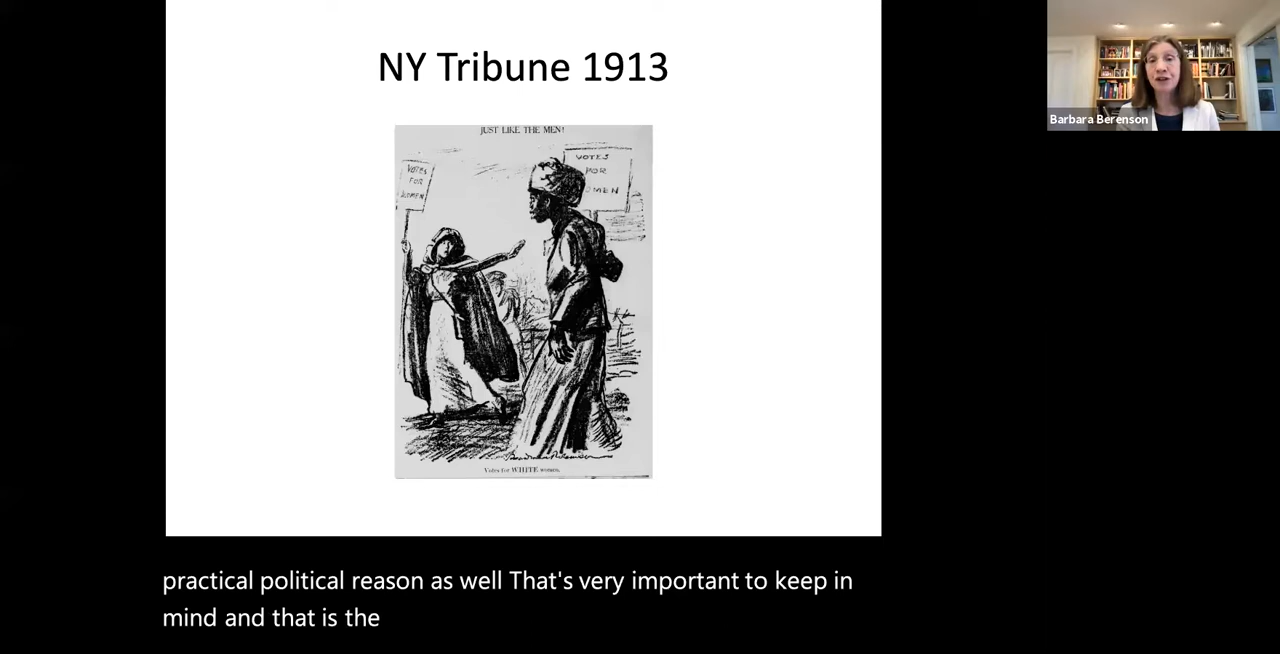 NY Tribune 1913
JUST LIKE THE MEN!
VOTES
FOR
WOMEN
VOTES
FOR
OMEN
Votes for WHITE women.
Barbara Berenson
practical political reason as well That's very important to keep in
mind and that is the